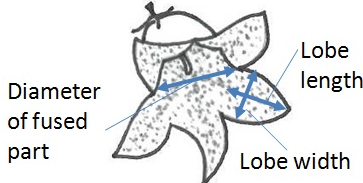 Lobe
length
Diameter
of fused
part
Lobe width